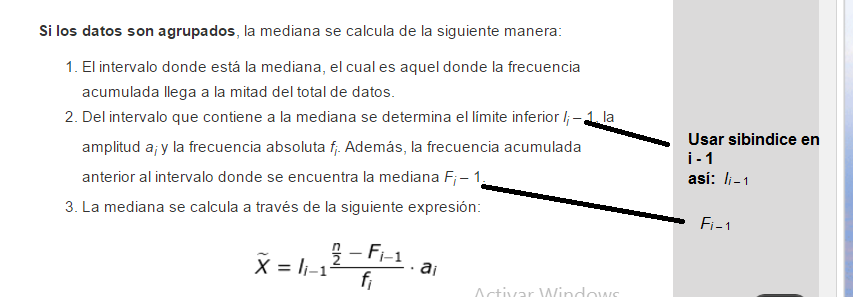 Si los datos son agrupados, la mediana se calcula de la siguiente manera:
1. El intervalo donde está la mediana, el cual es aquel donde la frecuencia
acumulada llega a la mitad del total de datos.
2. Del intervalo que contiene a la mediana se determina el límite inferior lᵢ – 1, la
amplitud aᵢ y la frecuencia absoluta fᵢ. Además, la frecuencia acumulada
anterior al intervalo donde se encuentra la mediana Fᵢ – 1.
3. La mediana se calcula a través de la siguiente expresión:
X̃ = lᵢ₋₁ (n/2 − Fᵢ₋₁)/fᵢ · aᵢ
Usar sibindice en
i - 1
así: lᵢ₋₁
Fᵢ₋₁
Activar Windows